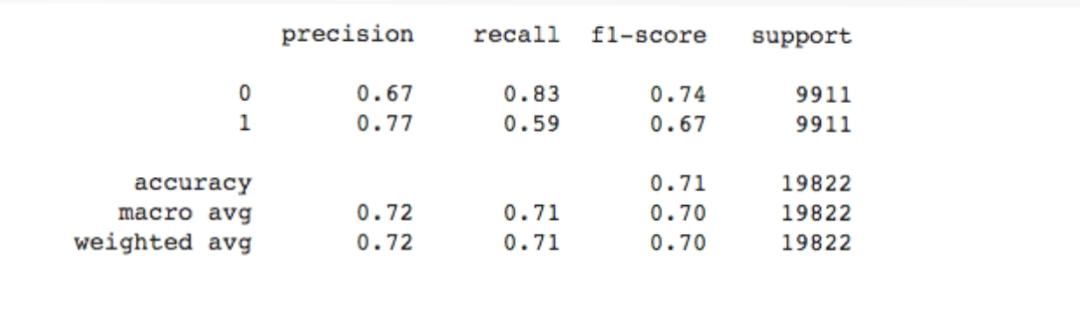 precision recall f1-score support
0 0.67 0.83 0.74 9911
1 0.77 0.59 0.67 9911
accuracy 0.71 19822
macro avg 0.72 0.71 0.70 19822
weighted avg 0.72 0.71 0.70 19822